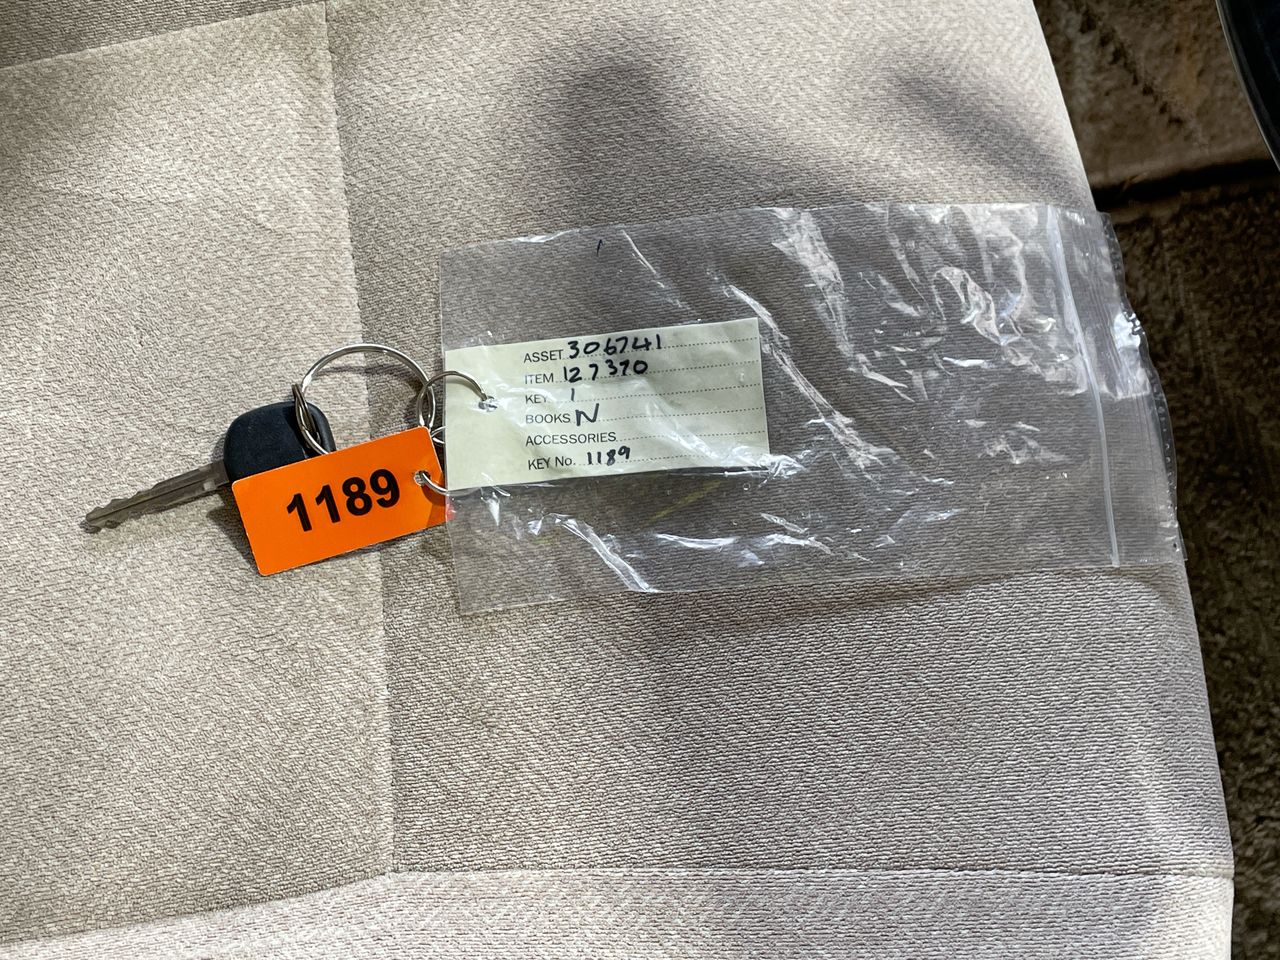 1189
ASSET 306741
ITEM 127370
KEY 1
BOOKS N
ACCESSORIES
KEY No. 1189